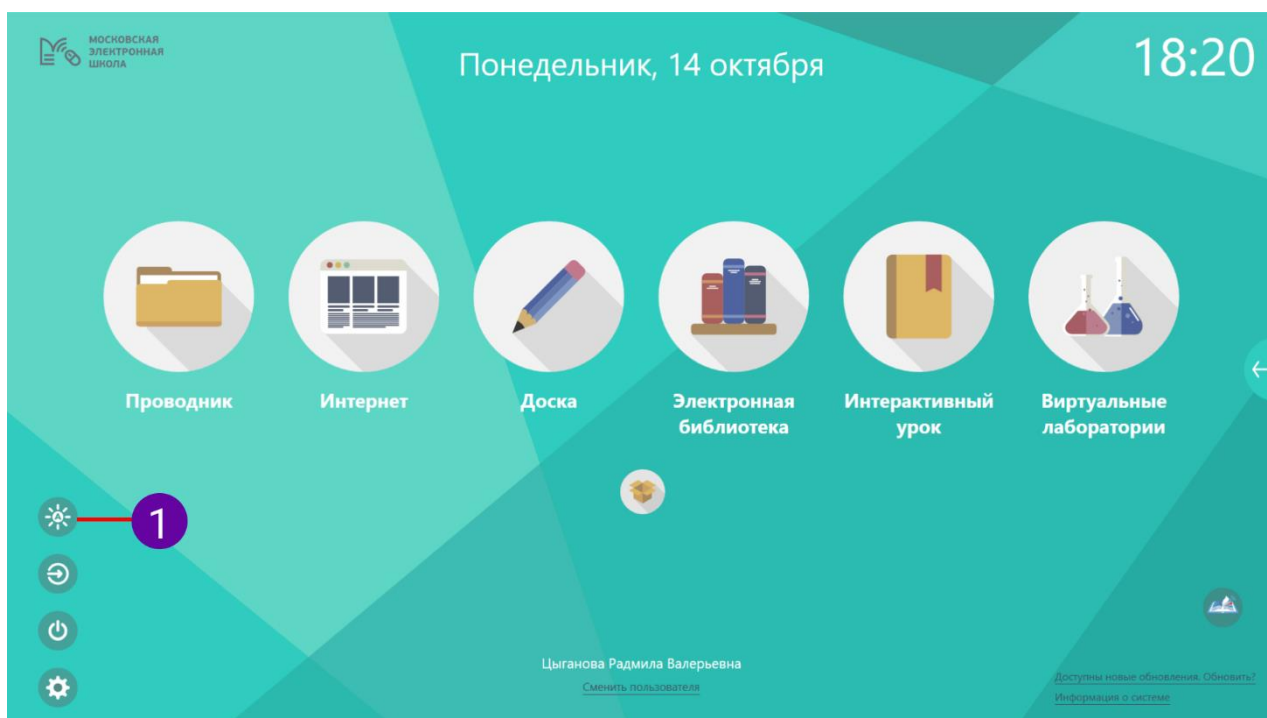 МОСКОВСКАЯ
ЭЛЕКТРОННАЯ
ШКОЛА
Понедельник, 14 октября
18:20
Проводник
Интернет
Доска
Электронная
библиотека
Интерактивный
урок
Виртуальные
лаборатории
1
Цыганова Радмила Валерьевна
Сменить пользователя
Доступны новые обновления. Обновить?
Информация о системе